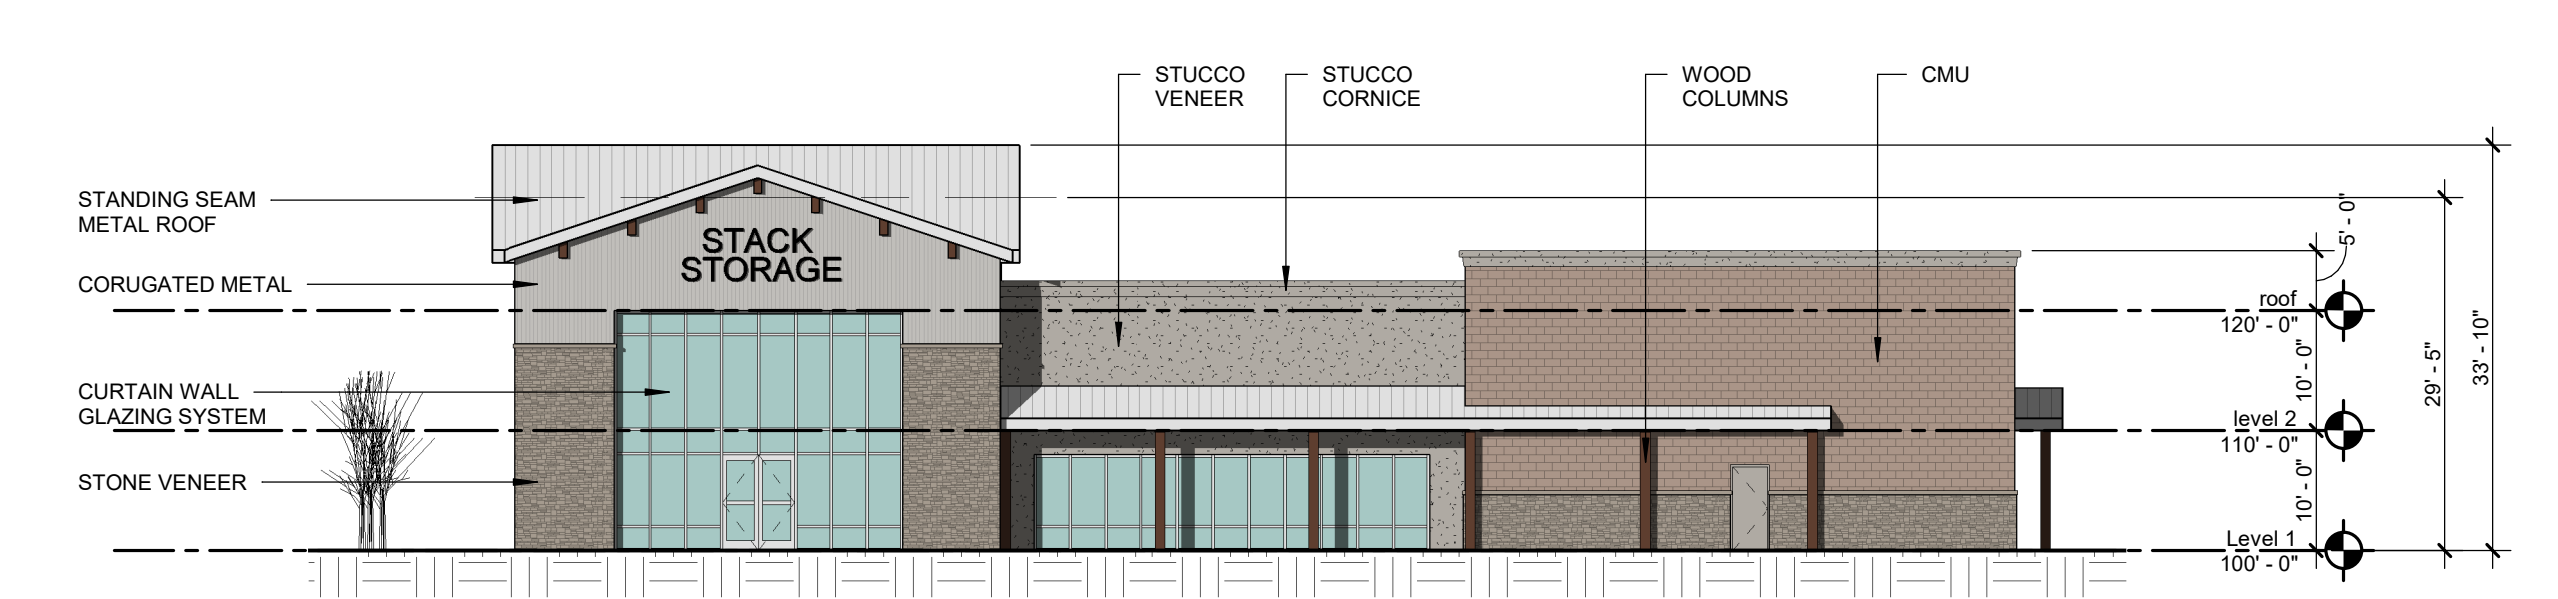 STUCCO
VENEER
STUCCO
CORNICE
WOOD
COLUMNS
CMU
STANDING SEAM
METAL ROOF
CORUGATED METAL
CURTAIN WALL
GLAZING SYSTEM
STONE VENEER
STACK
STORAGE
5' - 0"
roof
120' - 0"
10' - 0"
level 2
110' - 0"
10' - 0"
Level 1
100' - 0"
29' - 5"
33' - 10"